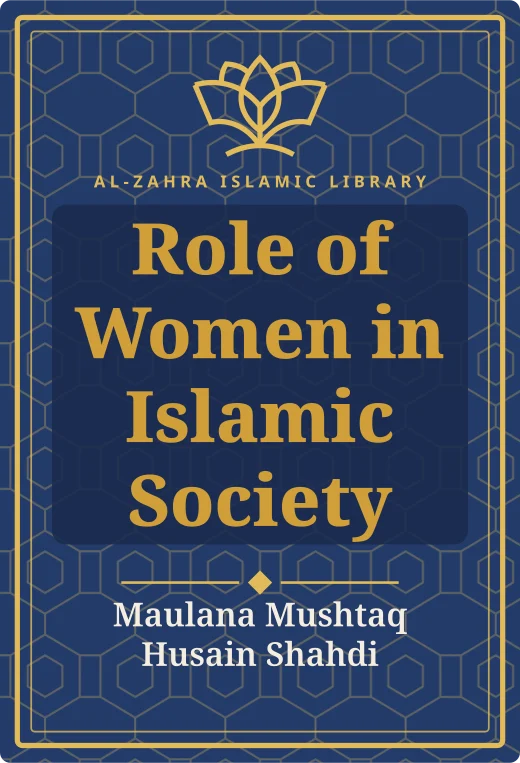 AL-ZAHRA ISLAMIC LIBRARY
Role of
Women in
Islamic
Society
Maulana Mushtaq
Husain Shahdi